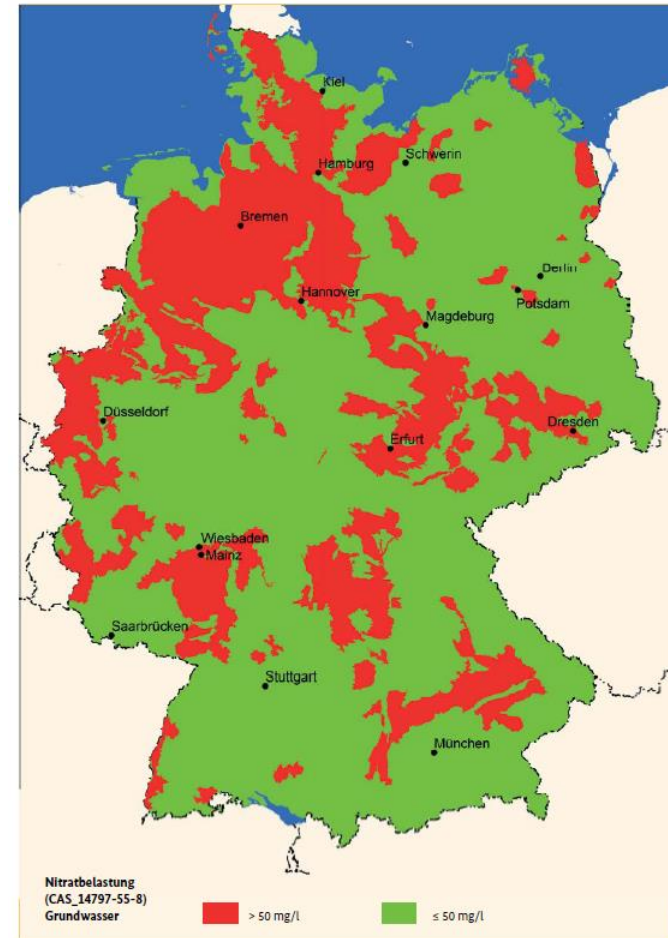 Kiel
Schwerin
Hamburg
Bremen
Berlin
Hannover
Potsdam
Magdeburg
Düsseldorf
Dresden
Erfurt
Wiesbaden
Mainz
Saarbrücken
Stuttgart
München
Nitratbelastung
(CAS_14797-55-8)
Grundwasser
> 50 mg/l
≤ 50 mg/l